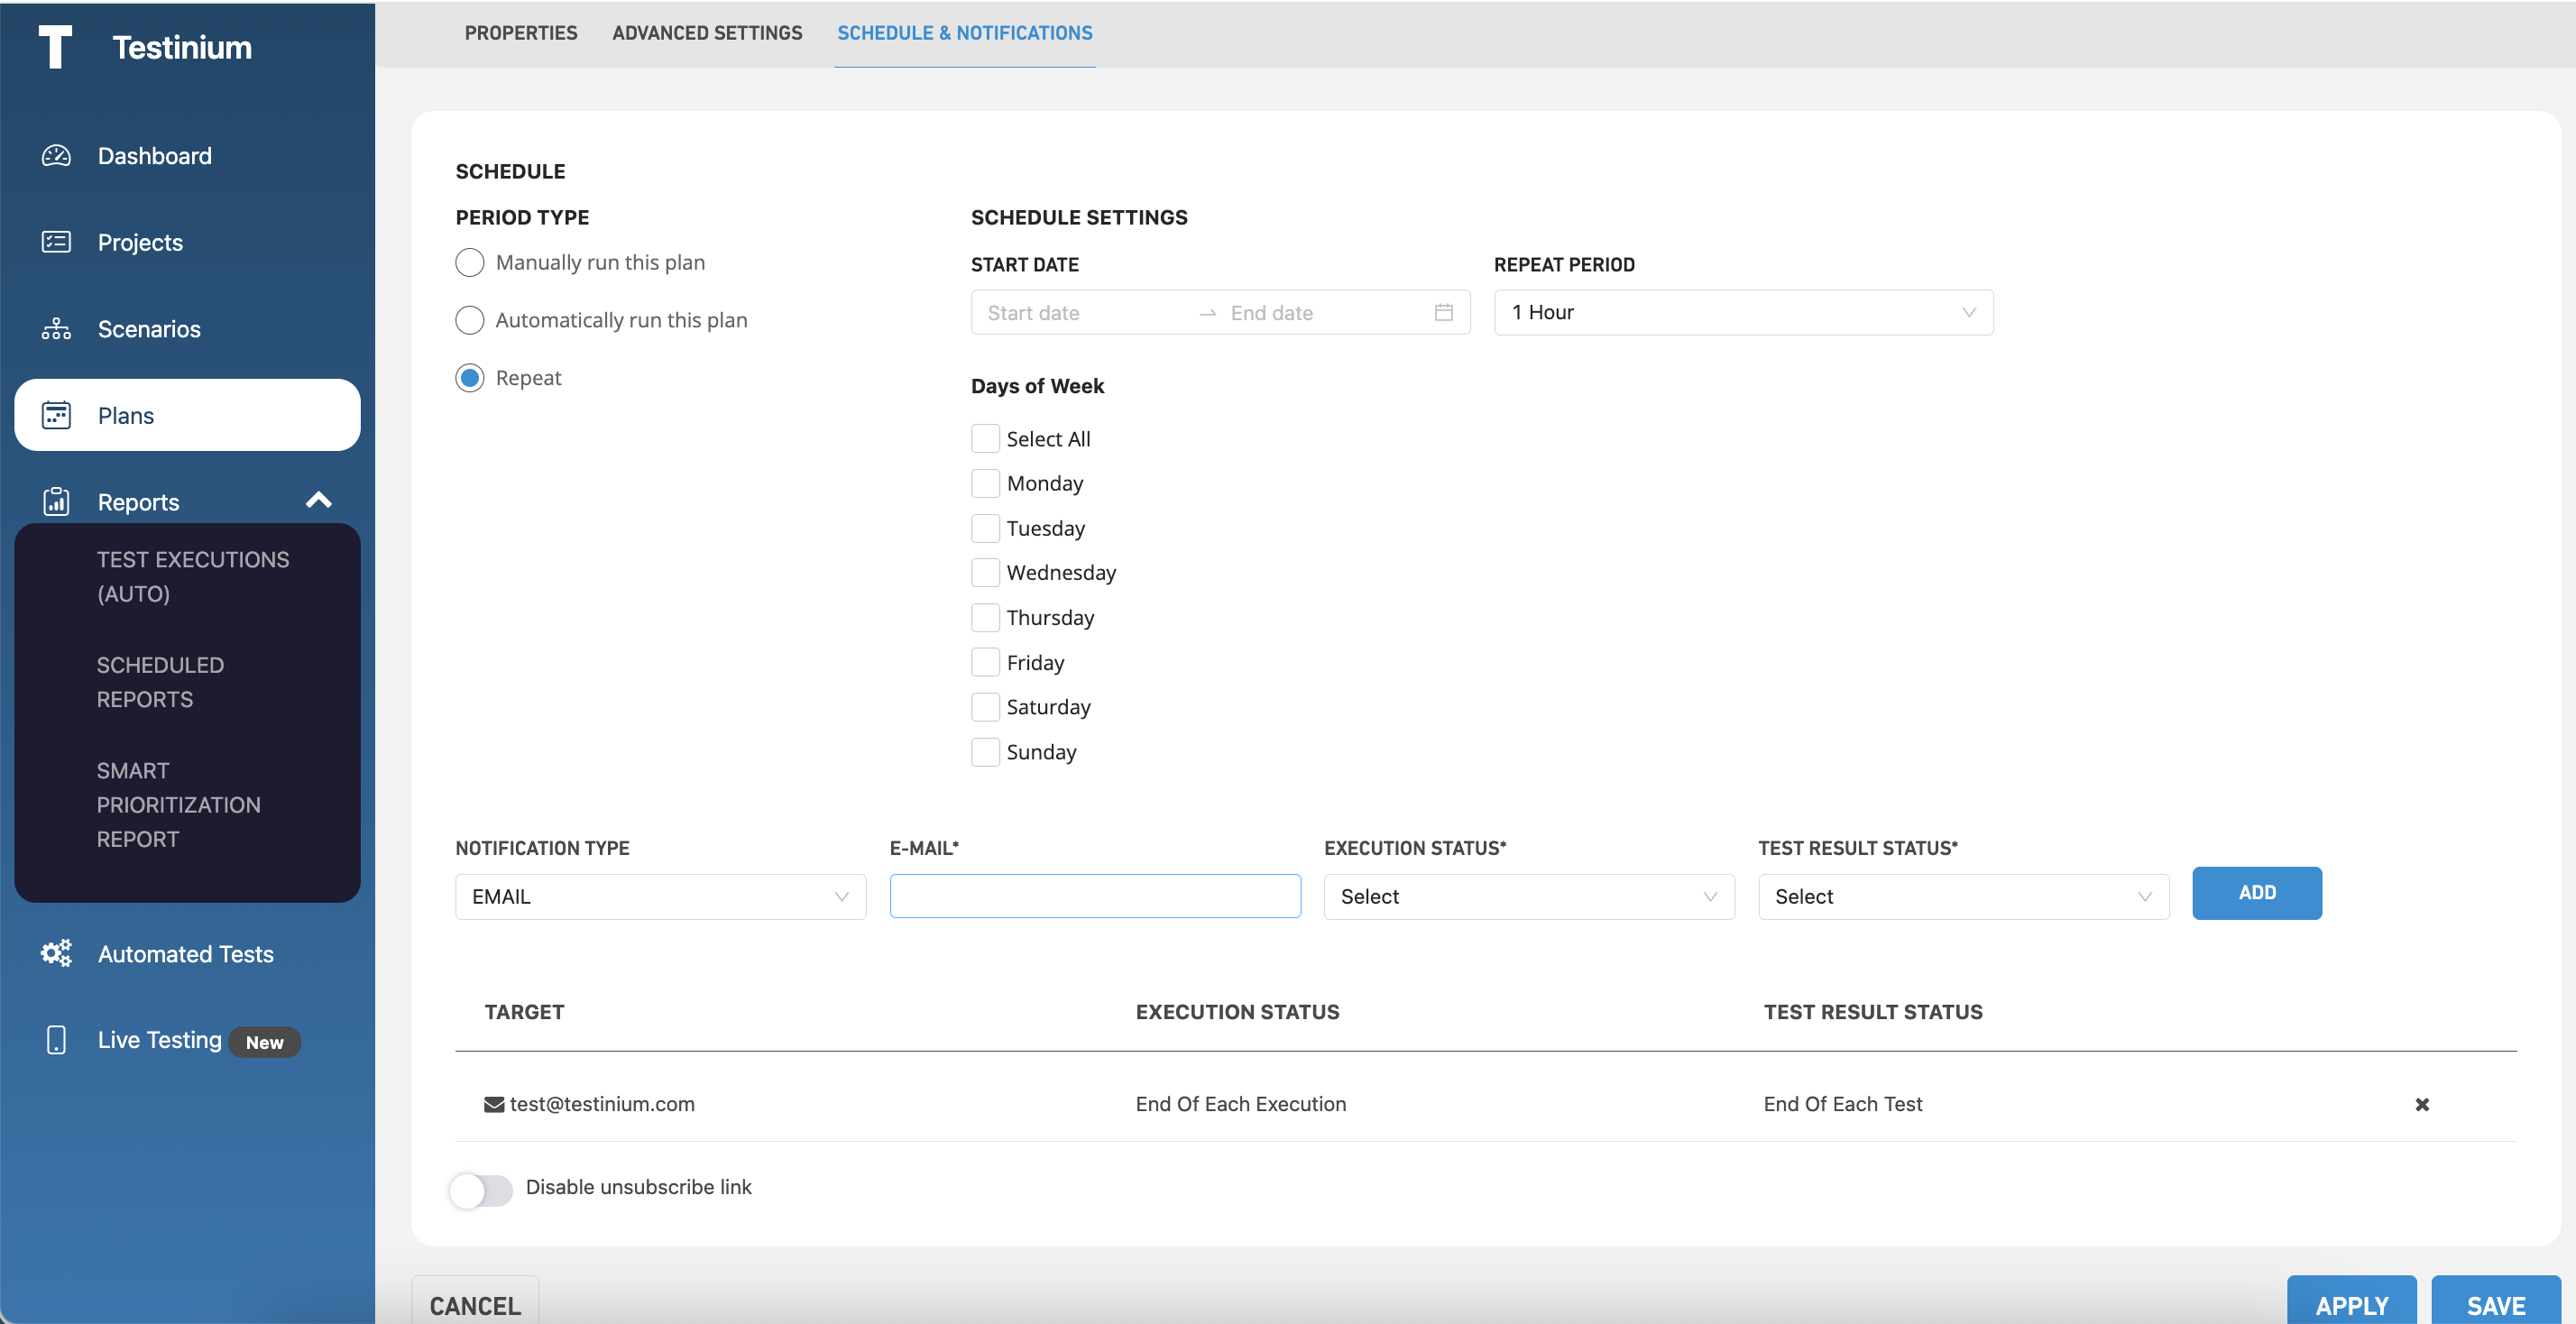 Testinium
Dashboard
Projects
Scenarios
Plans
Reports
TEST EXECUTIONS
(AUTO)
SCHEDULED
REPORTS
SMART
PRIORITIZATION
REPORT
Automated Tests
Live Testing New
PROPERTIES ADVANCED SETTINGS SCHEDULE & NOTIFICATIONS
SCHEDULE
PERIOD TYPE
Manually run this plan
Automatically run this plan
Repeat
SCHEDULE SETTINGS
START DATE REPEAT PERIOD
Start date → End date 1 Hour
Days of Week
Select All
Monday
Tuesday
Wednesday
Thursday
Friday
Saturday
Sunday
NOTIFICATION TYPE E-MAIL* EXECUTION STATUS* TEST RESULT STATUS*
EMAIL Select Select ADD
TARGET EXECUTION STATUS TEST RESULT STATUS
test@testinium.com End Of Each Execution End Of Each Test
Disable unsubscribe link
CANCEL APPLY SAVE